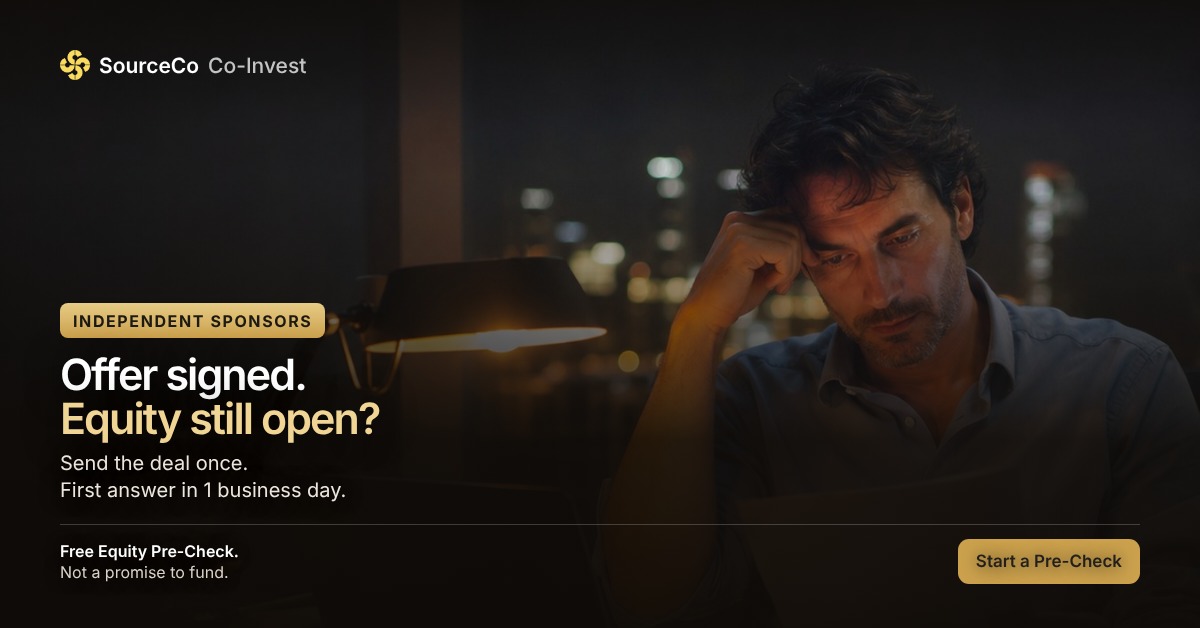 SourceCo Co-Invest
INDEPENDENT SPONSORS
Offer signed.
Equity still open?
Send the deal once.
First answer in 1 business day.
Free Equity Pre-Check.
Not a promise to fund.
Start a Pre-Check